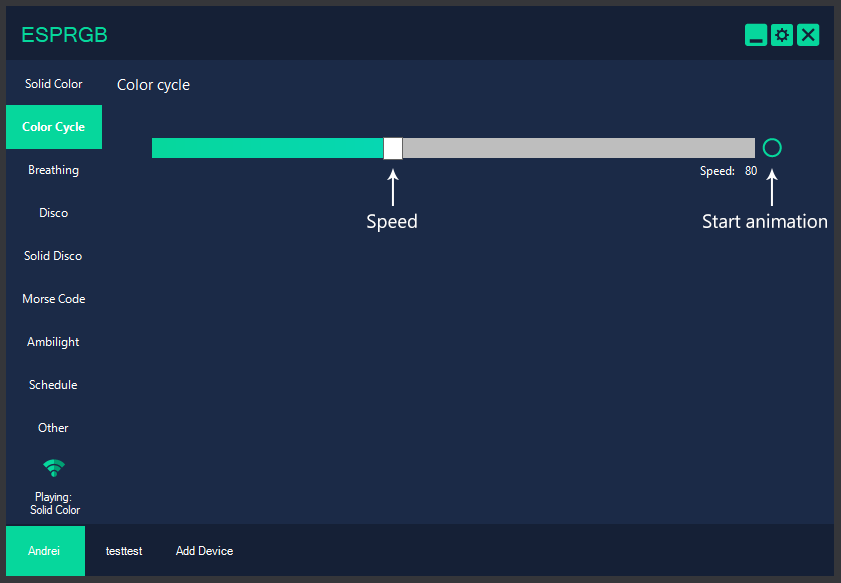 ESPRGB
Solid Color
Color cycle
Color Cycle
Breathing
Speed: 80
Disco
Speed
Start animation
Solid Disco
Morse Code
Ambilight
Schedule
Other
Playing:
Solid Color
Andrei
testtest
Add Device